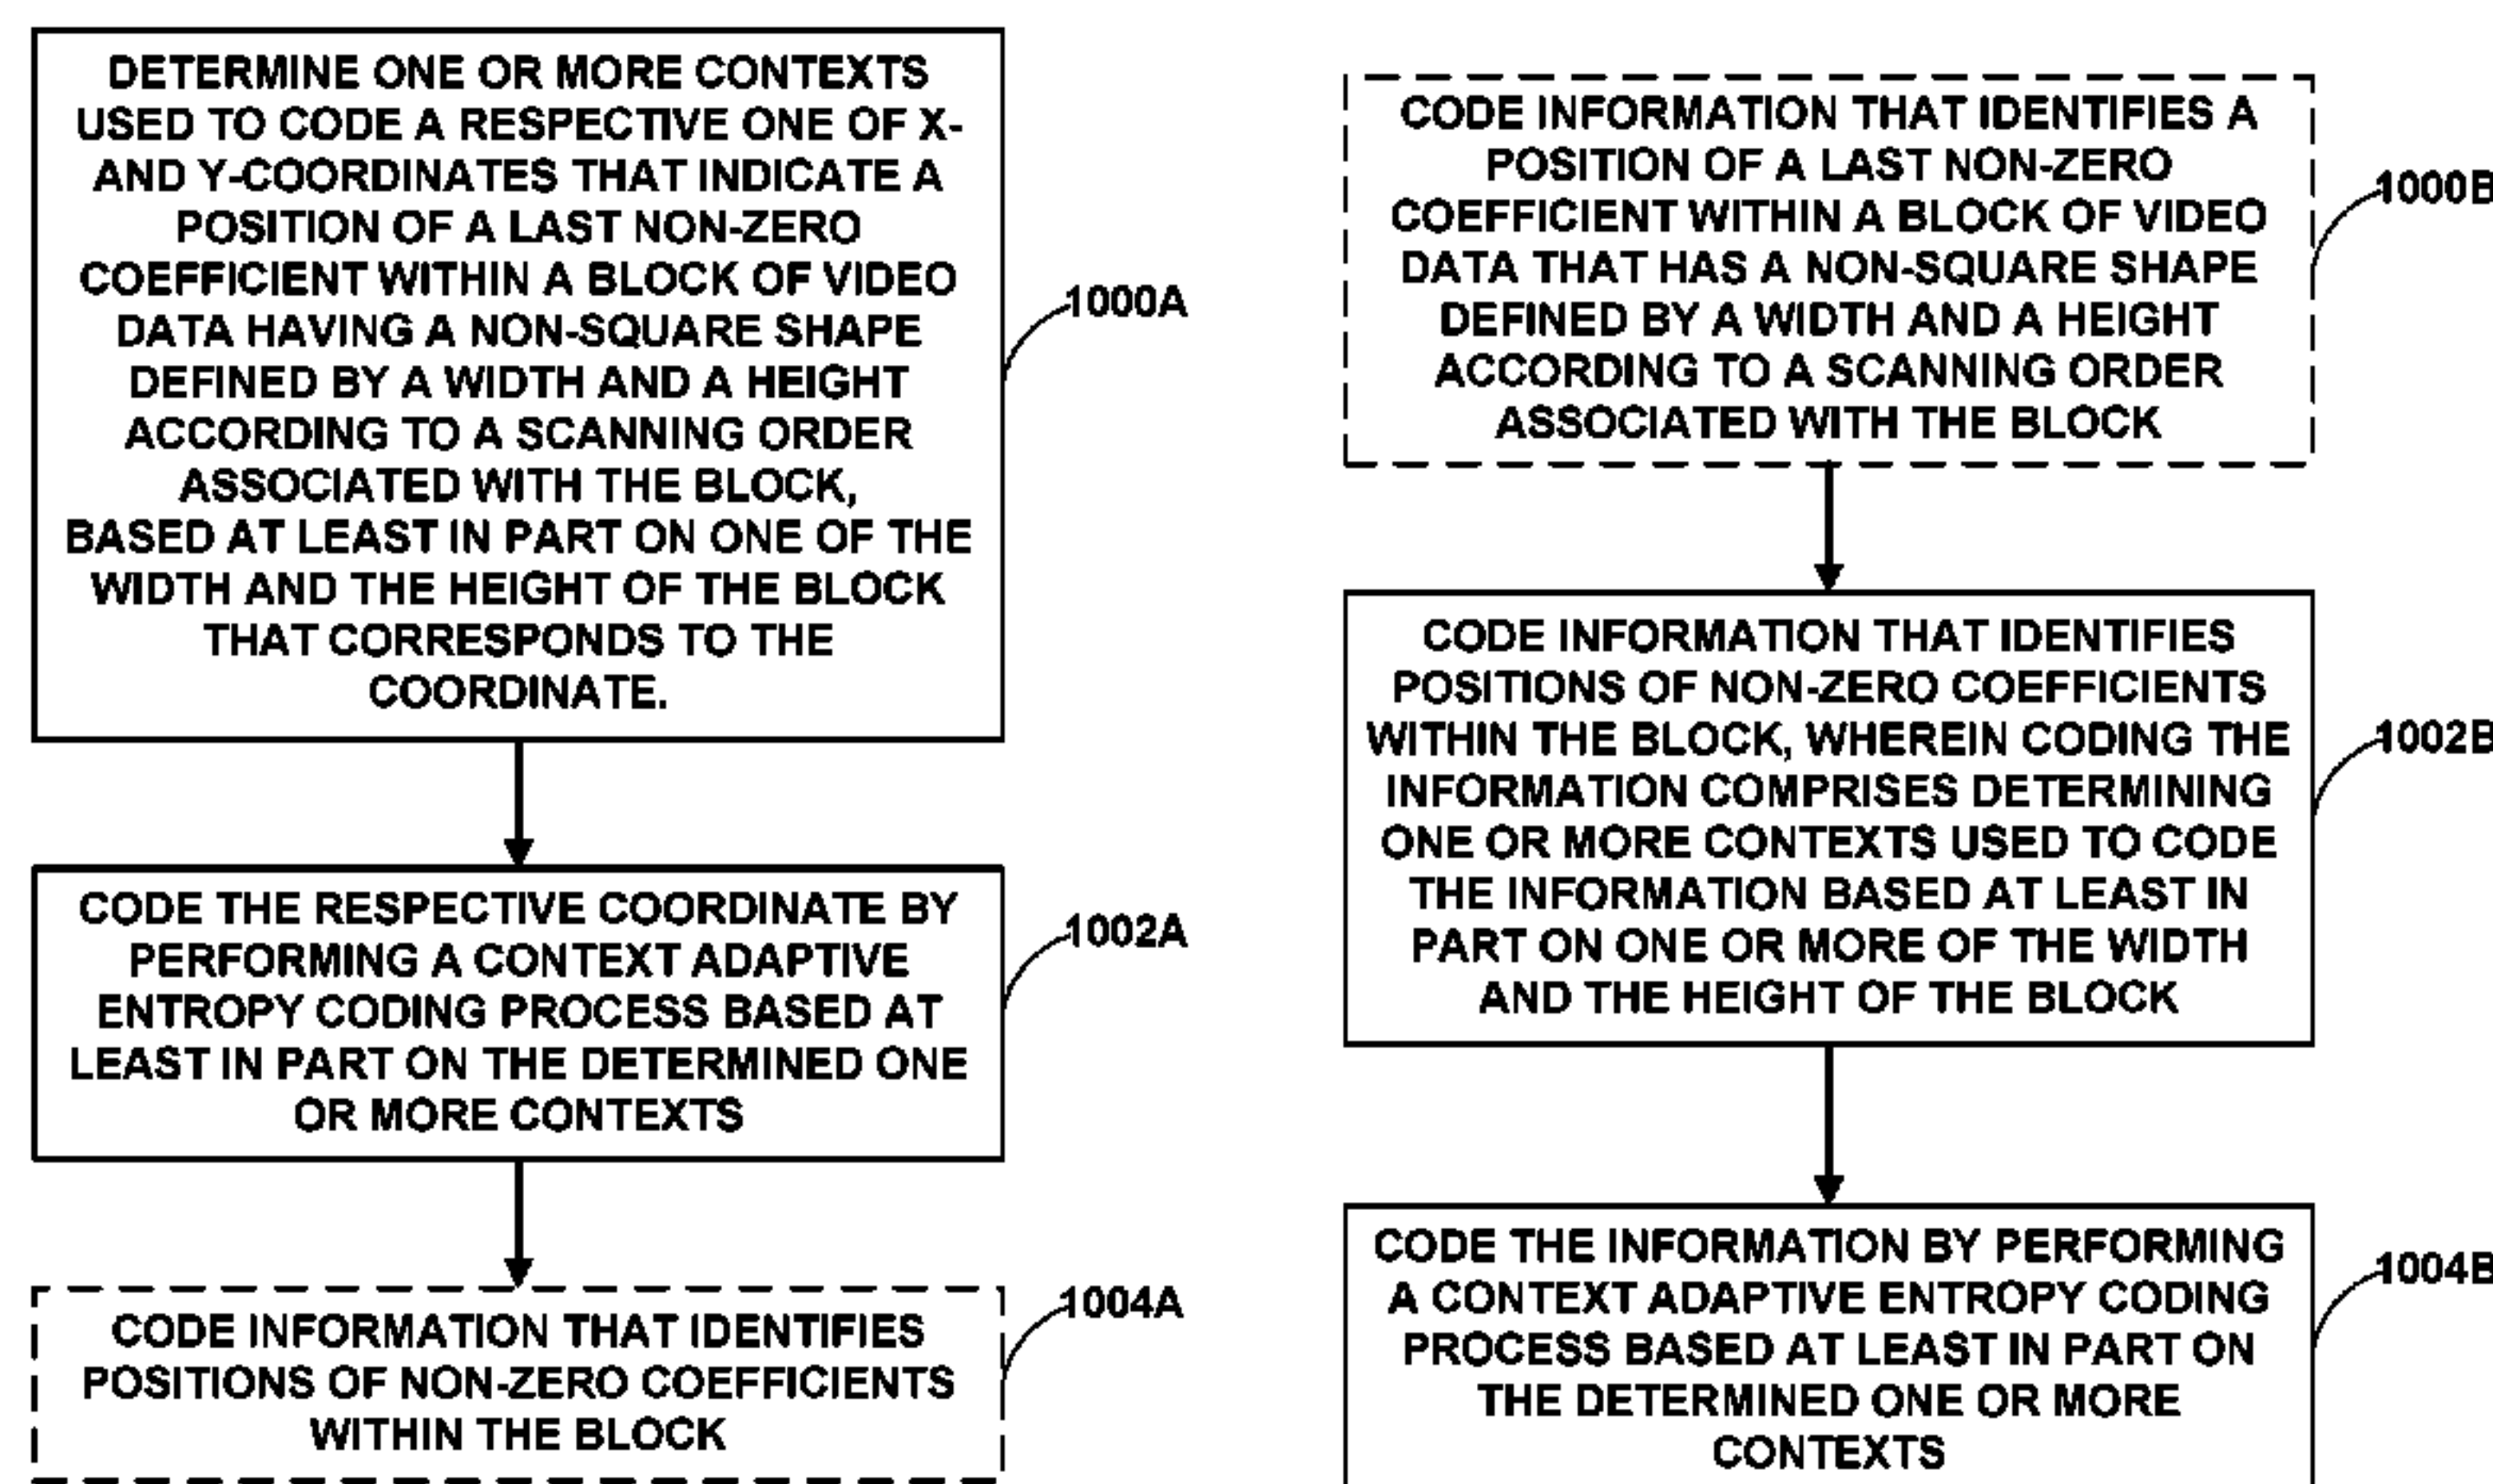 DETERMINE ONE OR MORE CONTEXTS
USED TO CODE A RESPECTIVE ONE OF X-
AND Y-COORDINATES THAT INDICATE A
POSITION OF A LAST NON-ZERO
COEFFICIENT WITHIN A BLOCK OF VIDEO
DATA HAVING A NON-SQUARE SHAPE
DEFINED BY A WIDTH AND A HEIGHT
ACCORDING TO A SCANNING ORDER
ASSOCIATED WITH THE BLOCK,
BASED AT LEAST IN PART ON ONE OF THE
WIDTH AND THE HEIGHT OF THE BLOCK
THAT CORRESPONDS TO THE
COORDINATE.
1000A
CODE THE RESPECTIVE COORDINATE BY
PERFORMING A CONTEXT ADAPTIVE
ENTROPY CODING PROCESS BASED AT
LEAST IN PART ON THE DETERMINED ONE
OR MORE CONTEXTS
1002A
CODE INFORMATION THAT IDENTIFIES
POSITIONS OF NON-ZERO COEFFICIENTS
WITHIN THE BLOCK
1004A
CODE INFORMATION THAT IDENTIFIES A
POSITION OF A LAST NON-ZERO
COEFFICIENT WITHIN A BLOCK OF VIDEO
DATA THAT HAS A NON-SQUARE SHAPE
DEFINED BY A WIDTH AND A HEIGHT
ACCORDING TO A SCANNING ORDER
ASSOCIATED WITH THE BLOCK
1000B
CODE INFORMATION THAT IDENTIFIES
POSITIONS OF NON-ZERO COEFFICIENTS
WITHIN THE BLOCK, WHEREIN CODING THE
INFORMATION COMPRISES DETERMINING
ONE OR MORE CONTEXTS USED TO CODE
THE INFORMATION BASED AT LEAST IN
PART ON ONE OR MORE OF THE WIDTH
AND THE HEIGHT OF THE BLOCK
1002B
CODE THE INFORMATION BY PERFORMING
A CONTEXT ADAPTIVE ENTROPY CODING
PROCESS BASED AT LEAST IN PART ON
THE DETERMINED ONE OR MORE
CONTEXTS
1004B